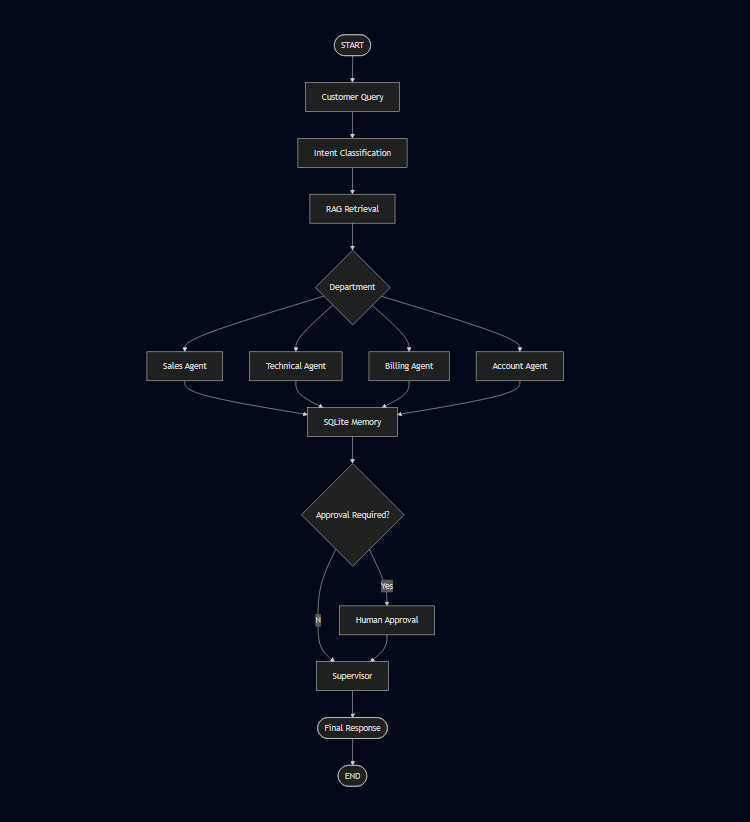 START
Customer Query
Intent Classification
RAG Retrieval
Department
Sales Agent
Technical Agent
Billing Agent
Account Agent
SQLite Memory
Approval Required?
Yes
N
Human Approval
Supervisor
Final Response
END